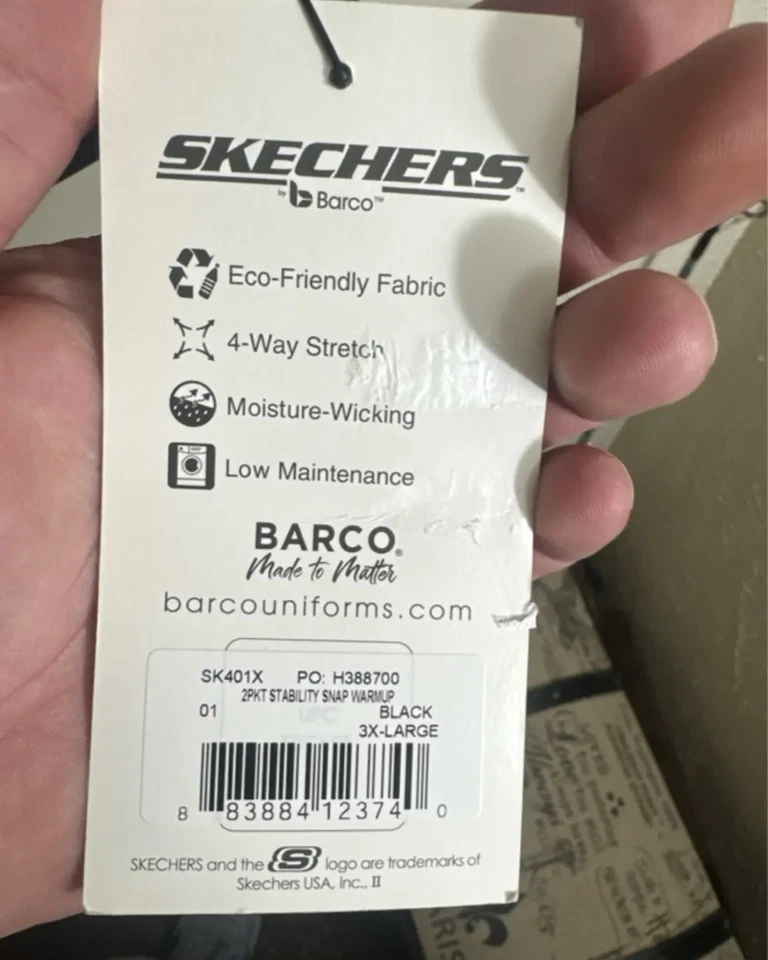 SKECHERS™
by Barco™
Eco-Friendly Fabric
4-Way Stretch
Moisture-Wicking
Low Maintenance
BARCO®
Made to Matter
barcouniforms.com
SK401X PO: H388700
2PKT STABILITY SNAP WARMUP
01 BLACK
3X-LARGE
8 83884 12374 0
SKECHERS and the S logo are trademarks of
Skechers USA, Inc., II